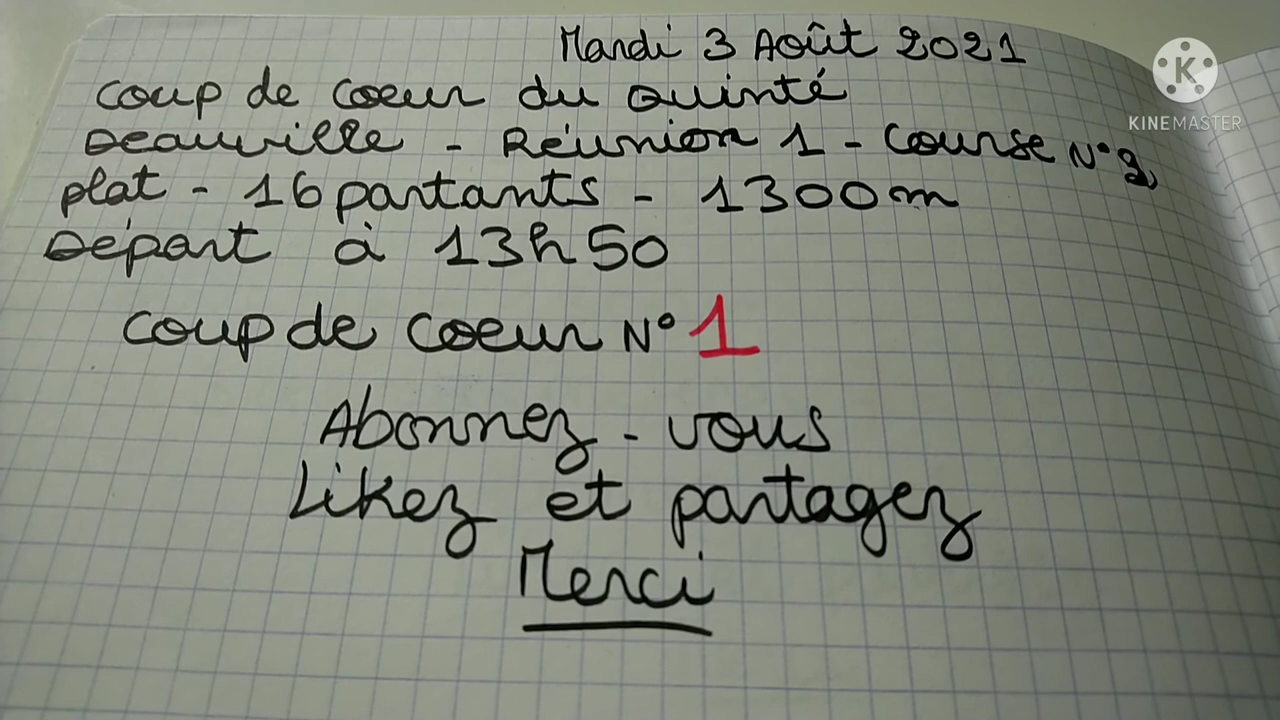 Mardi 3 Août 2021
KINEMASTER
coup de coeur du Quinté
Deauville - Réunion 1 - course N°2
plat - 16 partants - 1300m
Départ à 13h50
coup de coeur N° 1
Abonnez-vous
Likez et partagez
Merci